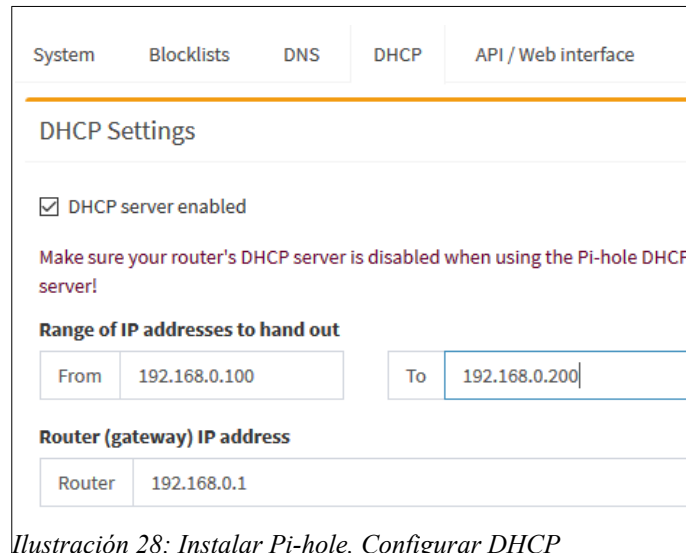 System Blocklists DNS DHCP API / Web interface
DHCP Settings
DHCP server enabled
Make sure your router's DHCP server is disabled when using the Pi-hole DHCP
server!
Range of IP addresses to hand out
From 192.168.0.100 To 192.168.0.200
Router (gateway) IP address
Router 192.168.0.1
Ilustración 28: Instalar Pi-hole. Configurar DHCP